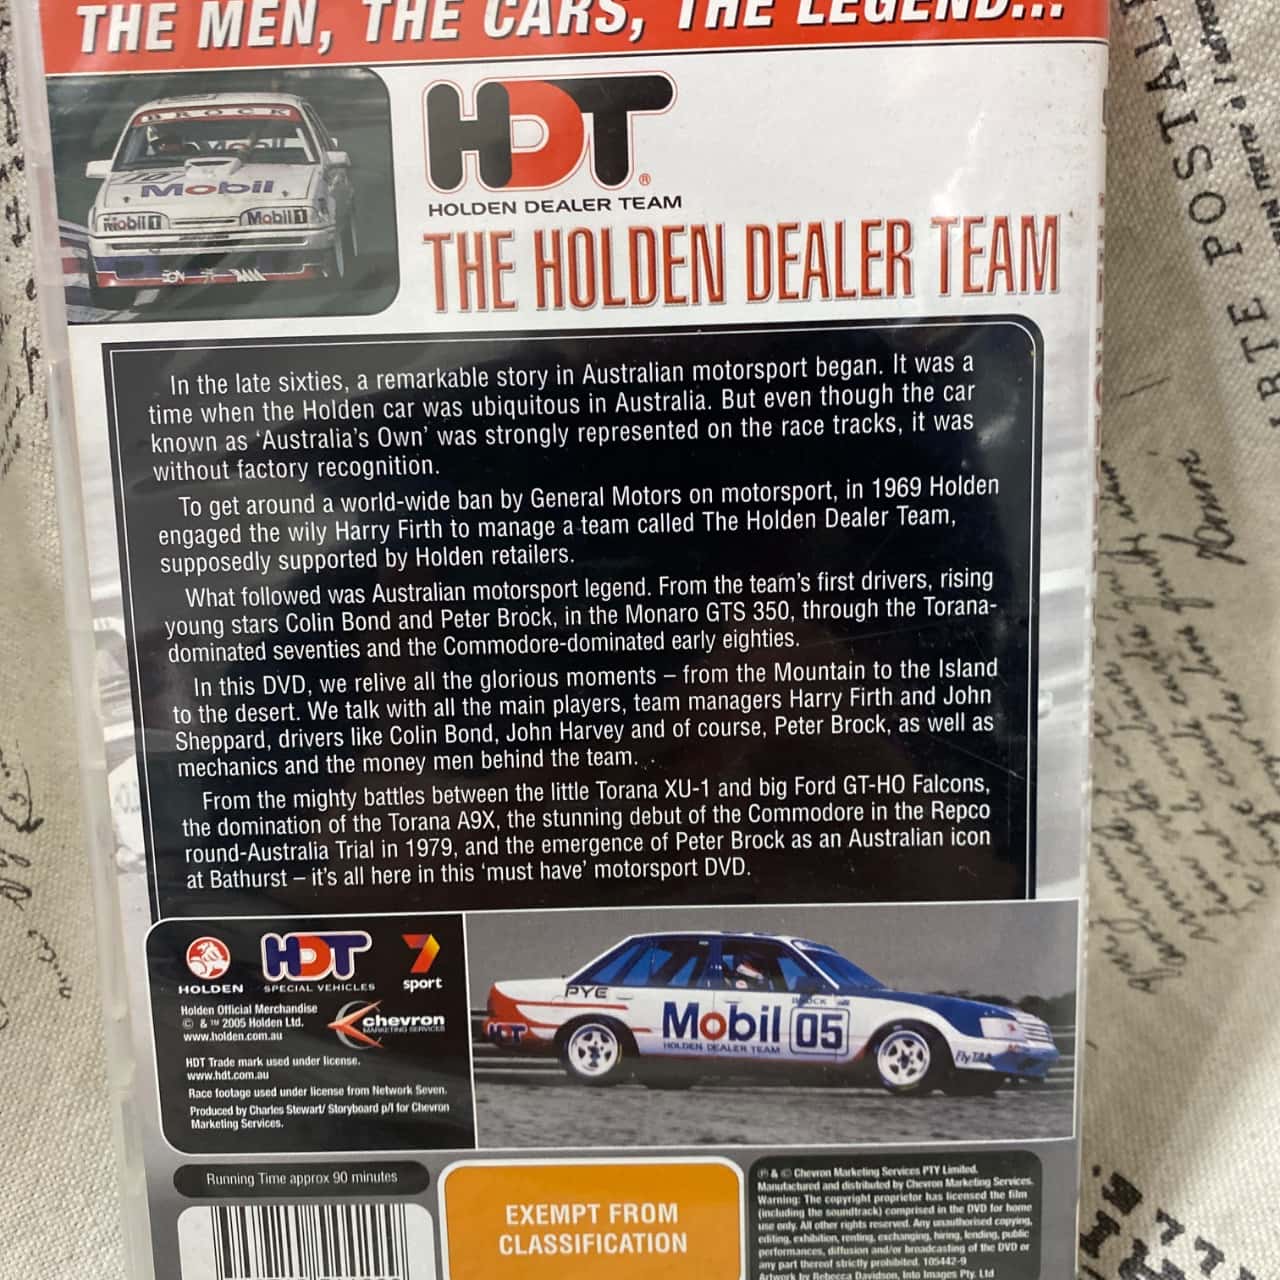 THE MEN, THE CARS, THE LEGEND...
BROCK
Mobil
Mobil 1
Mobil 1
HDT®
HOLDEN DEALER TEAM
THE HOLDEN DEALER TEAM
In the late sixties, a remarkable story in Australian motorsport began. It was a
time when the Holden car was ubiquitous in Australia. But even though the car
known as ‘Australia’s Own’ was strongly represented on the race tracks, it was
without factory recognition.
To get around a world-wide ban by General Motors on motorsport, in 1969 Holden
engaged the wily Harry Firth to manage a team called The Holden Dealer Team,
supposedly supported by Holden retailers.
What followed was Australian motorsport legend. From the team’s first drivers, rising
young stars Colin Bond and Peter Brock, in the Monaro GTS 350, through the Torana-
dominated seventies and the Commodore-dominated early eighties.
In this DVD, we relive all the glorious moments – from the Mountain to the Island
to the desert. We talk with all the main players, team managers Harry Firth and John
Sheppard, drivers like Colin Bond, John Harvey and of course, Peter Brock, as well as
mechanics and the money men behind the team.
From the mighty battles between the little Torana XU-1 and big Ford GT-HO Falcons,
the domination of the Torana A9X, the stunning debut of the Commodore in the Repco
round-Australia Trial in 1979, and the emergence of Peter Brock as an Australian icon
at Bathurst – it’s all here in this ‘must have’ motorsport DVD.
HOLDEN
HDT
SPECIAL VEHICLES
7
sport
Holden Official Merchandise
© & ™ 2005 Holden Ltd.
www.holden.com.au
chevron
MARKETING SERVICES
HDT Trade mark used under license.
www.hdt.com.au
Race footage used under license from Network Seven.
Produced by Charles Stewart/ Storyboard p/l for Chevron
Marketing Services.
PYE
BROCK
Mobil 05
HOLDEN DEALER TEAM
HDT
Fly TAA
Running Time approx 90 minutes
EXEMPT FROM
CLASSIFICATION
℗ & © Chevron Marketing Services PTY Limited.
Manufactured and distributed by Chevron Marketing Services.
Warning: The copyright proprietor has licensed the film
(including the soundtrack) comprised in the DVD for home
use only. All other rights reserved. Any unauthorised copying,
editing, exhibition, renting, exchanging, hiring, lending, public
performances, diffusion and/or broadcasting of the DVD or
any part thereof strictly prohibited. 105442-9
Artwork by Rebecca Davidson, Into Images Pty. Ltd
POSTAL